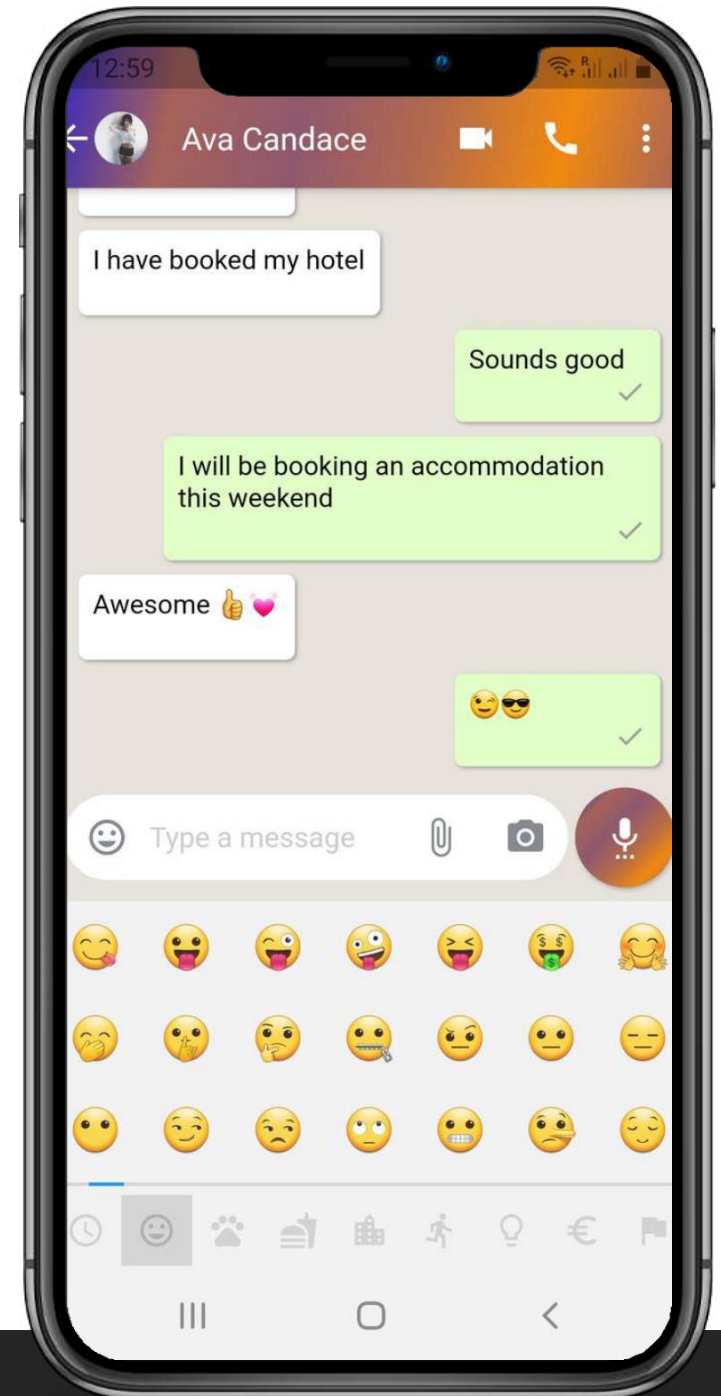 12:59
Ava Candace
I have booked my hotel
Sounds good
I will be booking an accommodation
this weekend
Awesome 👍💓
😉😎
Type a message